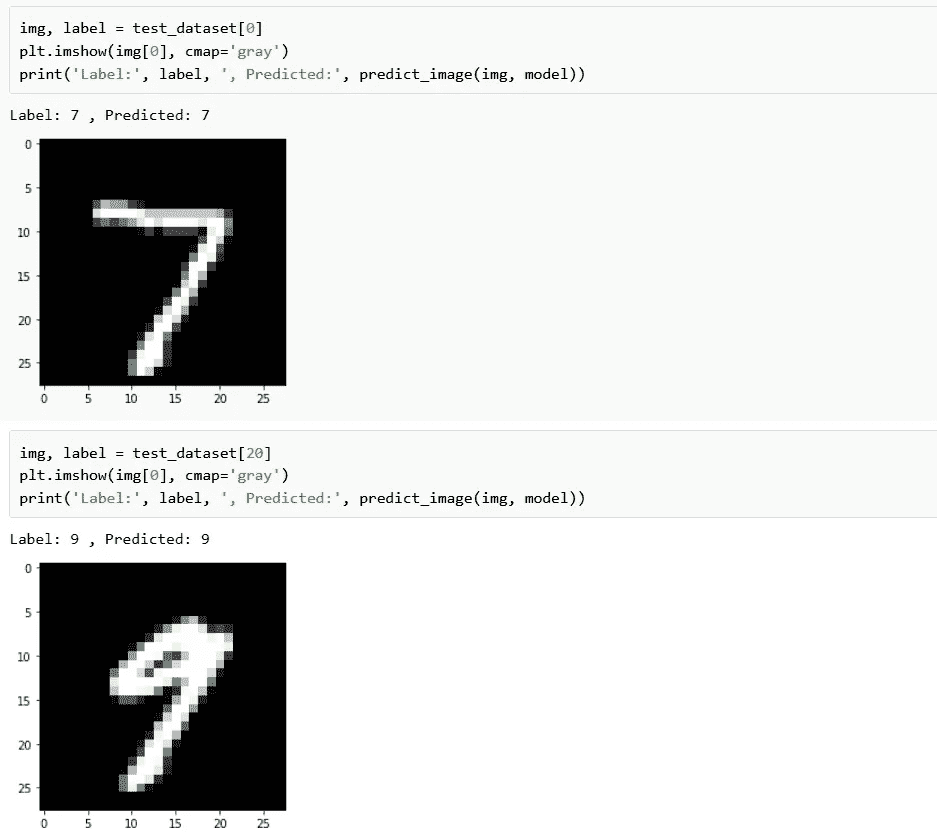 img, label = test_dataset[0]
plt.imshow(img[0], cmap='gray')
print('Label:', label, ', Predicted:', predict_image(img, model))
Label: 7 , Predicted: 7
0
5
10
15
20
25
0 5 10 15 20 25
img, label = test_dataset[20]
plt.imshow(img[0], cmap='gray')
print('Label:', label, ', Predicted:', predict_image(img, model))
Label: 9 , Predicted: 9
0
5
10
15
20
25
0 5 10 15 20 25